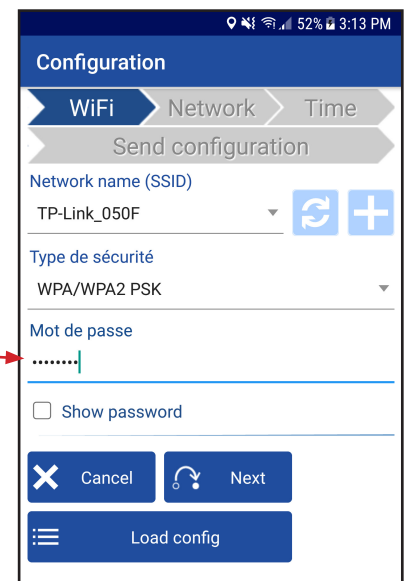 52% 3:13 PM
Configuration
WiFi Network Time
Send configuration
Network name (SSID)
TP-Link_050F
Type de sécurité
WPA/WPA2 PSK
Mot de passe
••••••••
Show password
Cancel Next
Load config